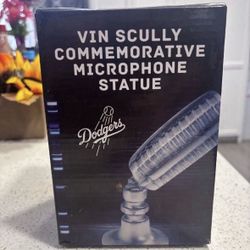 VIN SCULLY
COMMEMORATIVE
MICROPHONE
STATUE
Dodgers